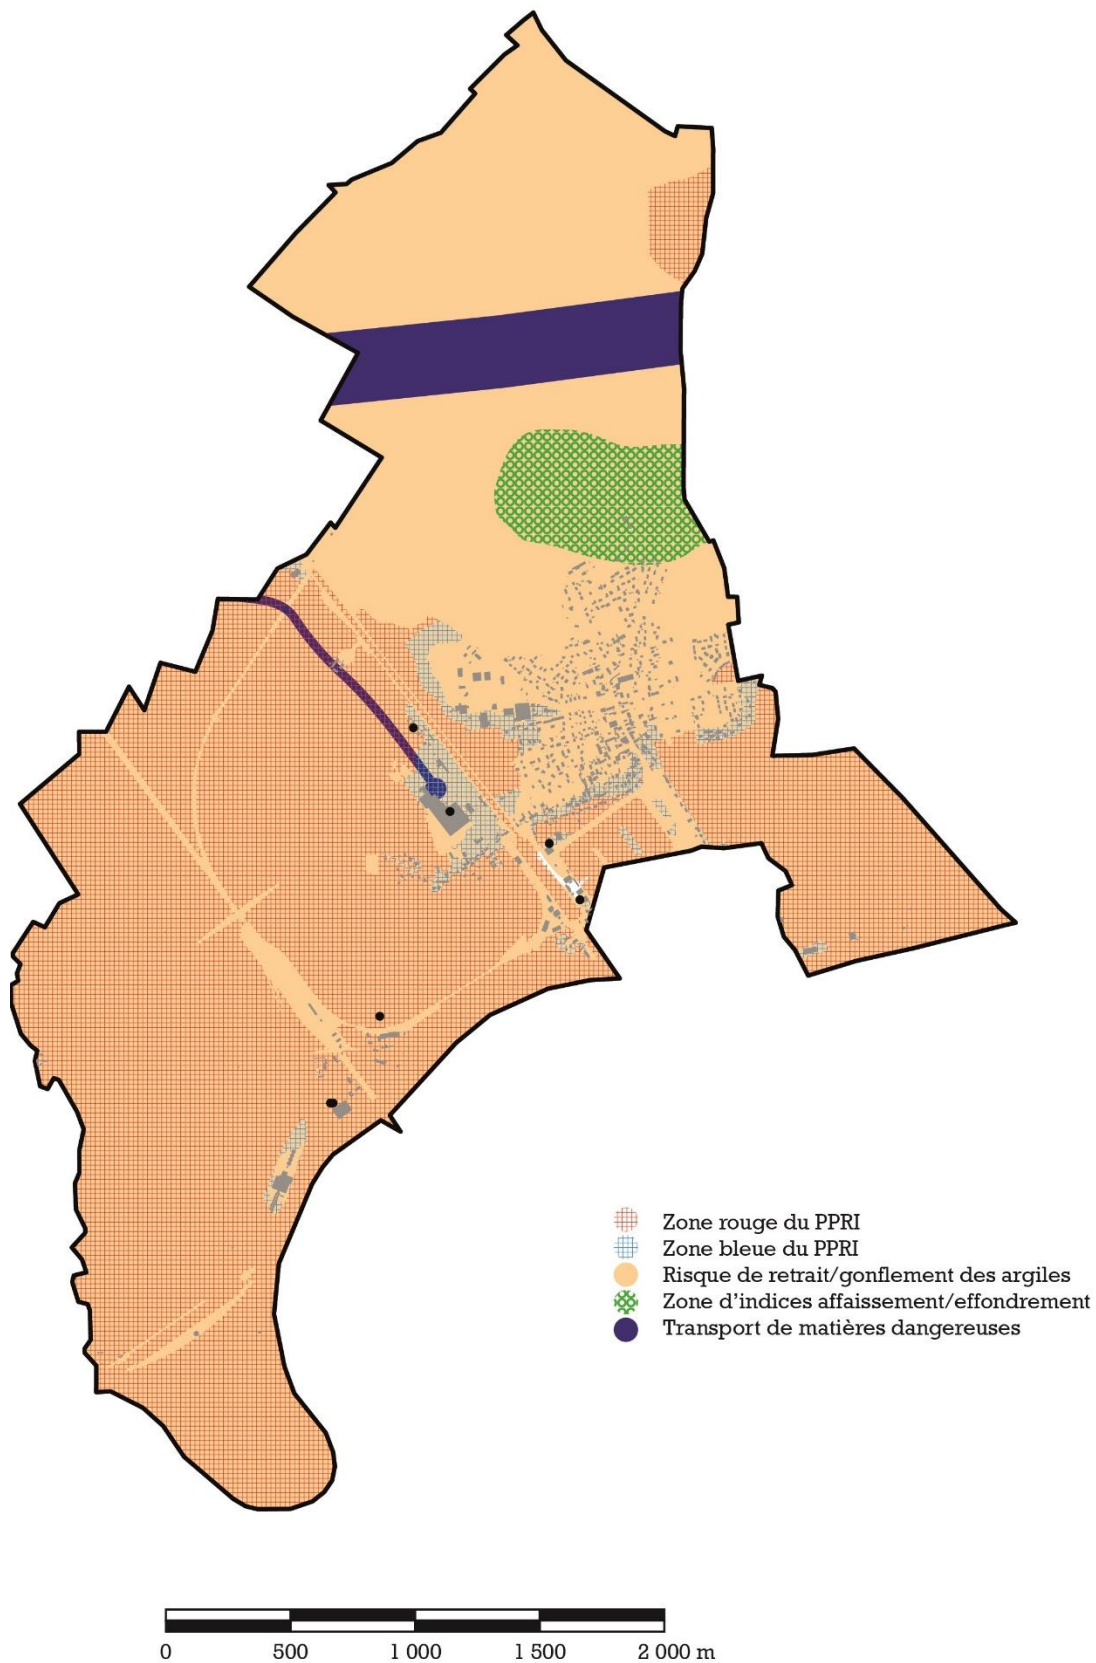 Zone rouge du PPRI
Zone bleue du PPRI
Risque de retrait/gonflement des argiles
Zone d'indices affaissement/effondrement
Transport de matières dangereuses
0 500 1 000 1 500 2 000 m